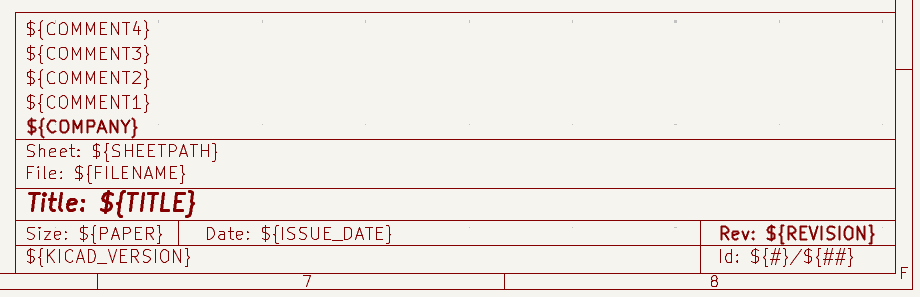 ${COMMENT4}
${COMMENT3}
${COMMENT2}
${COMMENT1}
${COMPANY}
Sheet: ${SHEETPATH}
File: ${FILENAME}
Title: ${TITLE}
Size: ${PAPER} Date: ${ISSUE_DATE} Rev: ${REVISION}
${KICAD_VERSION} Id: ${#}/${##}
F
7 8